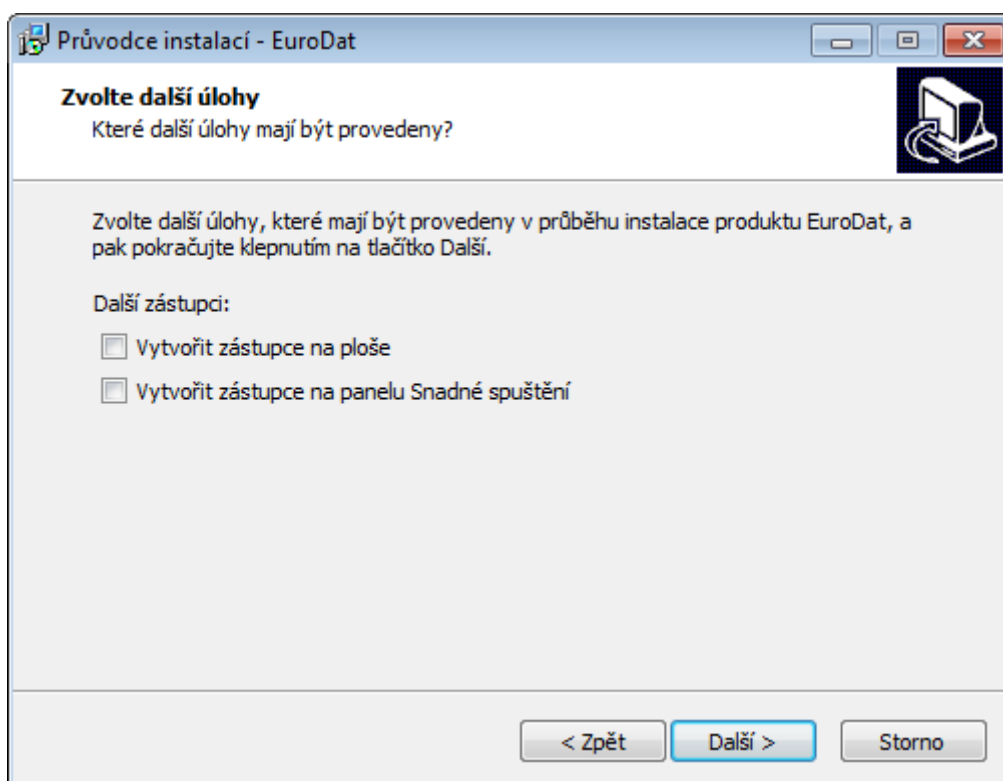 Průvodce instalací - EuroDat
Zvolte další úlohy
Které další úlohy mají být provedeny?
Zvolte další úlohy, které mají být provedeny v průběhu instalace produktu EuroDat, a
pak pokračujte klepnutím na tlačítko Další.
Další zástupci:
Vytvořit zástupce na ploše
Vytvořit zástupce na panelu Snadné spuštění
< Zpět
Další >
Storno